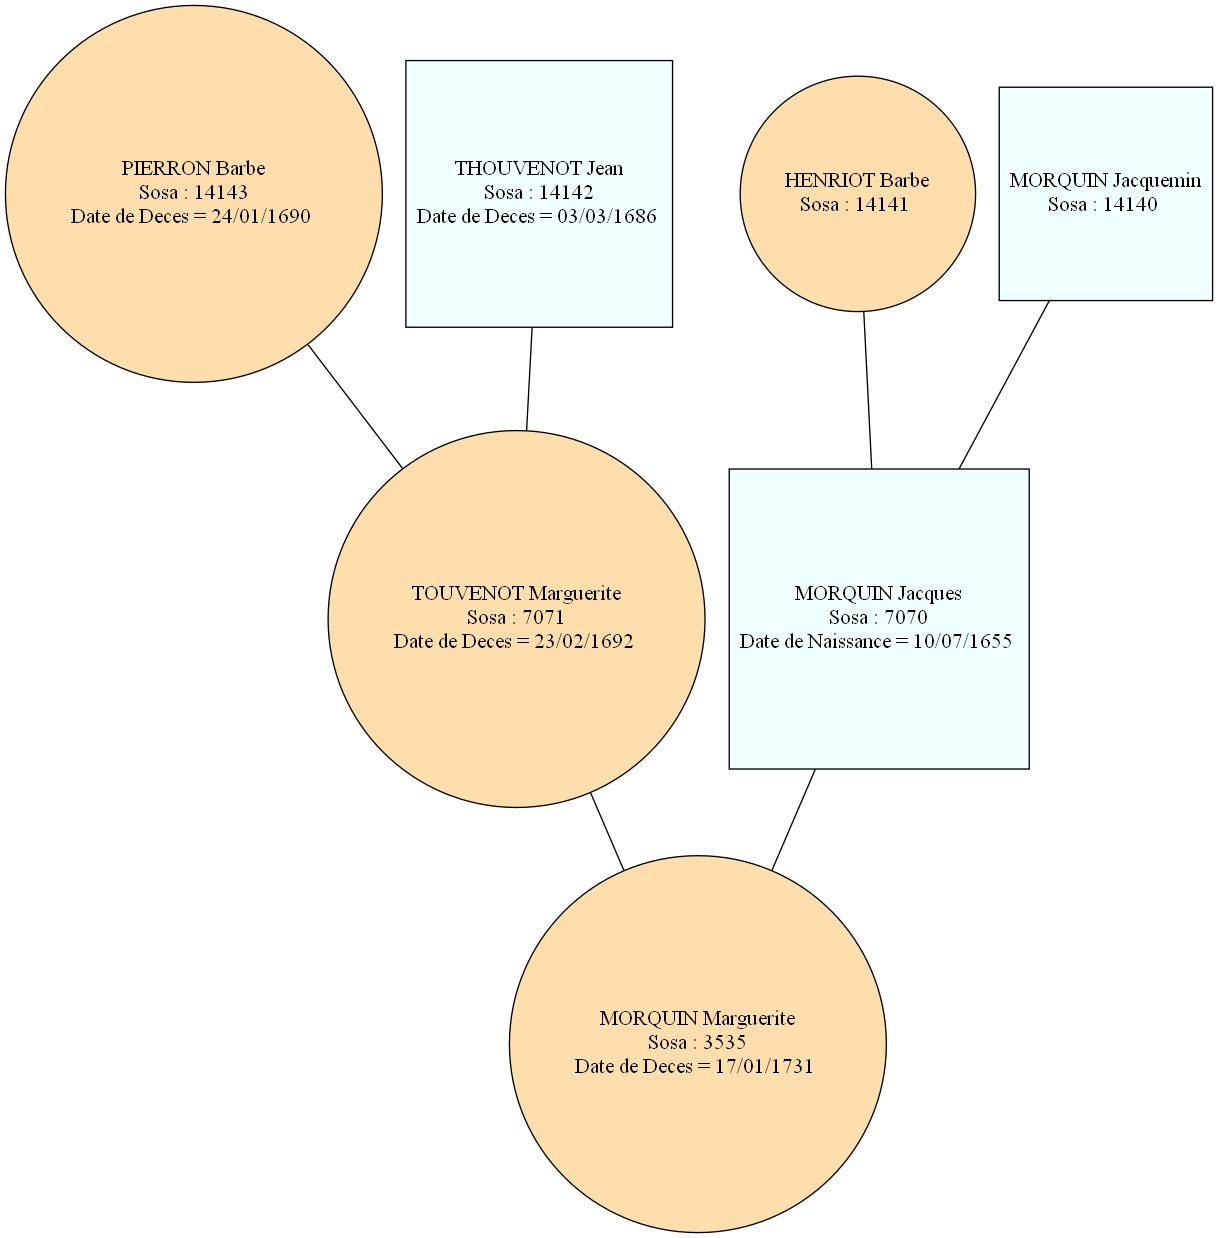 PIERRON Barbe
Sosa : 14143
Date de Deces = 24/01/1690
THOUVENOT Jean
Sosa : 14142
Date de Deces = 03/03/1686
HENRIOT Barbe
Sosa : 14141
MORQUIN Jacquemin
Sosa : 14140
TOUVENOT Marguerite
Sosa : 7071
Date de Deces = 23/02/1692
MORQUIN Jacques
Sosa : 7070
Date de Naissance = 10/07/1655
MORQUIN Marguerite
Sosa : 3535
Date de Deces = 17/01/1731